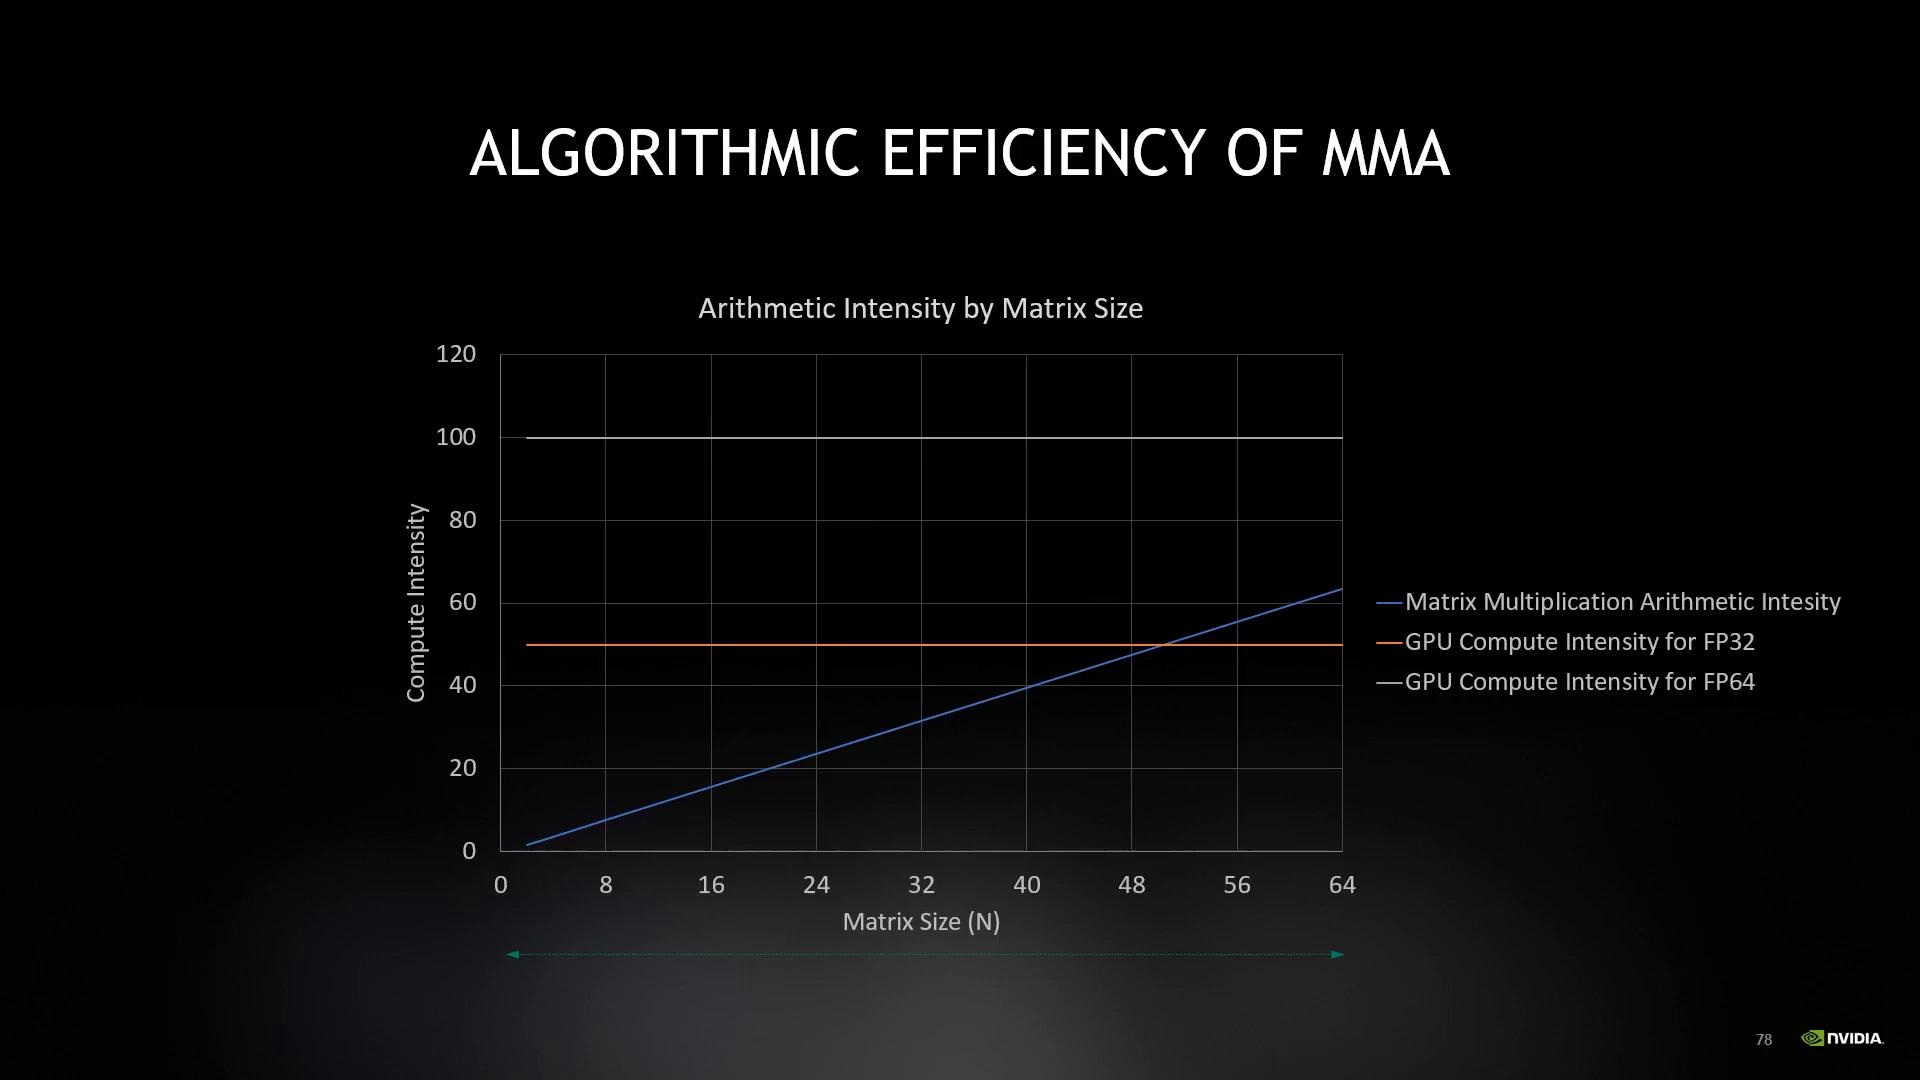 ALGORITHMIC EFFICIENCY OF MMA
Arithmetic Intensity by Matrix Size
120
100
80
60
40
20
0
Compute Intensity
0 8 16 24 32 40 48 56 64
Matrix Size (N)
Matrix Multiplication Arithmetic Intesity
GPU Compute Intensity for FP32
GPU Compute Intensity for FP64
78 NVIDIA.